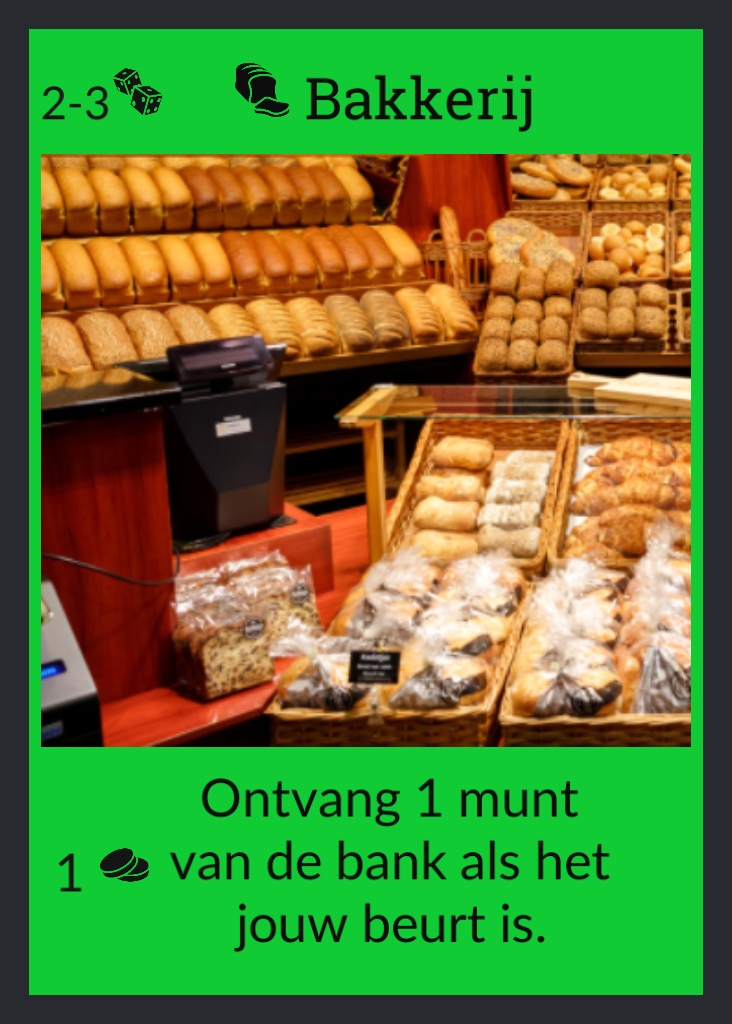 2-3
Bakkerij
Ontvang 1 munt
van de bank als het
jouw beurt is.
1